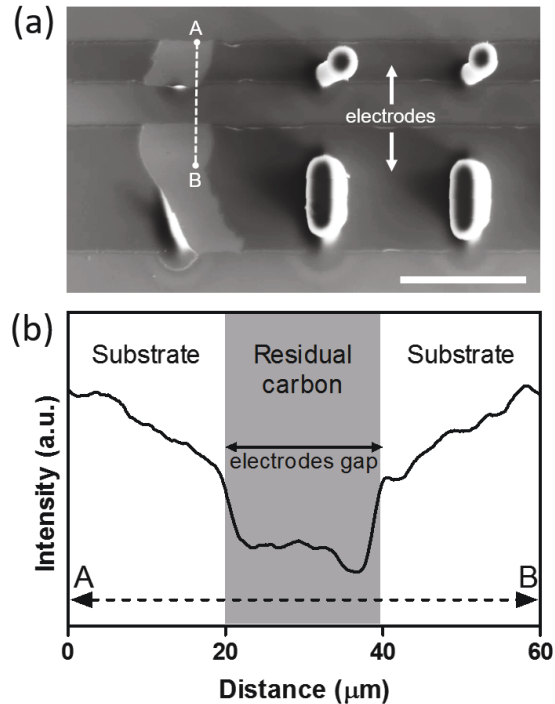 (a)
A
electrodes
B
(b)
Substrate
Residual
carbon
Substrate
electrodes gap
Intensity (a.u.)
A
B
0
20
40
60
Distance (μm)